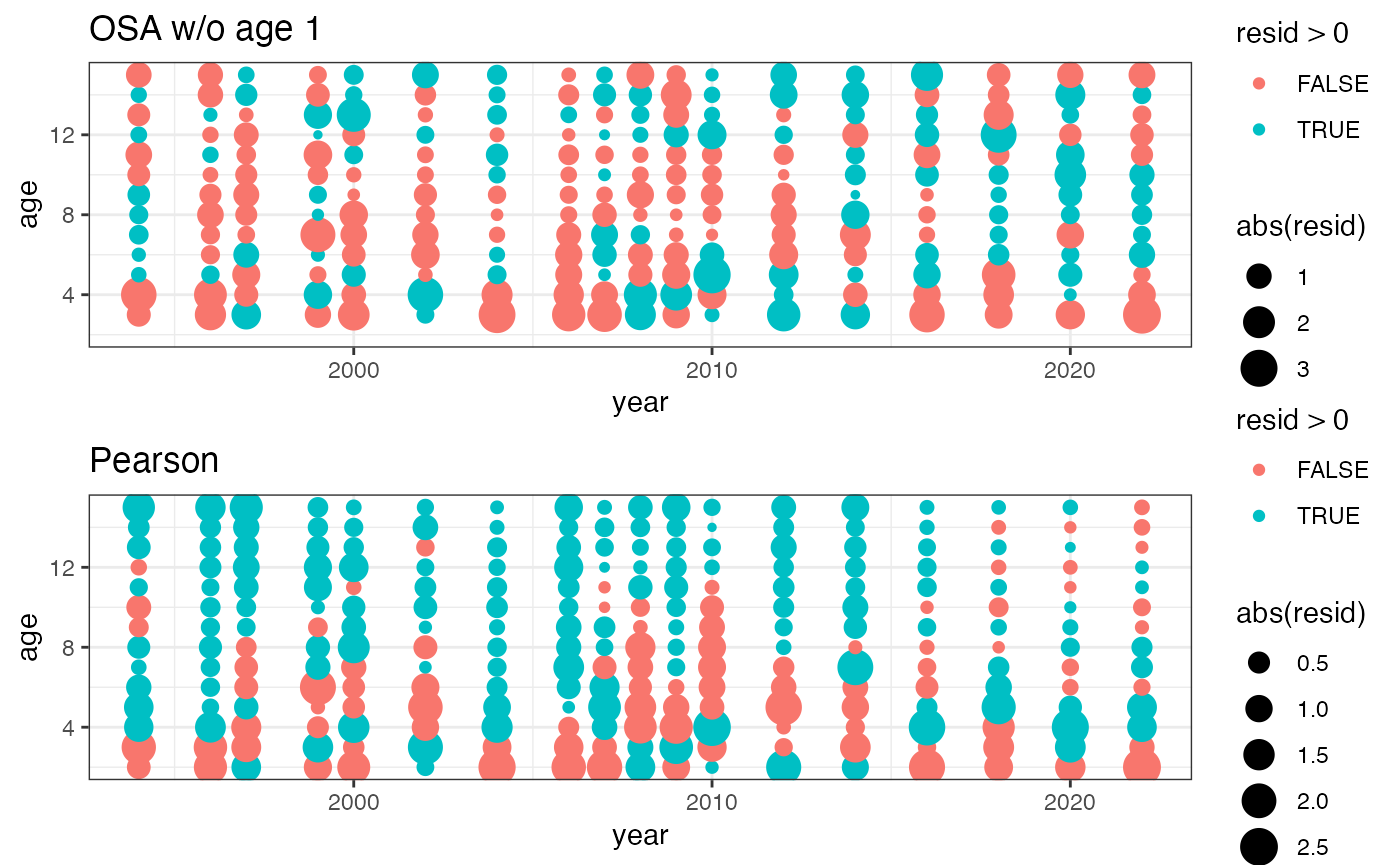 OSA w/o age 1
12
8
4
age
2000
2010
2020
year
resid > 0
FALSE
TRUE
abs(resid)
1
2
3
Pearson
12
8
4
age
2000
2010
2020
year
resid > 0
FALSE
TRUE
abs(resid)
0.5
1.0
1.5
2.0
2.5